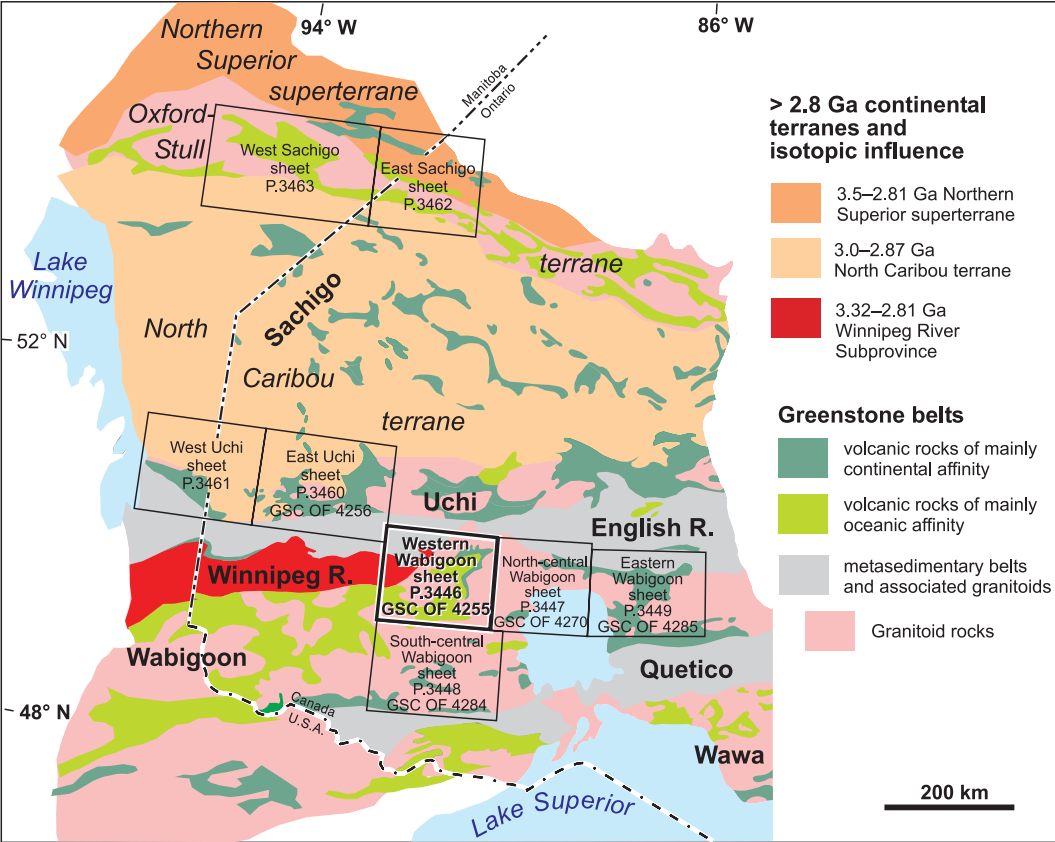 94° W
86° W
Northern
Superior
superterrane
Manitoba
Ontario
Oxford-
Stull
West Sachigo
sheet
P.3463
East Sachigo
sheet
P.3462
terrane
Lake
Winnipeg
Sachigo
52° N
North
Caribou
terrane
West Uchi
sheet
P.3461
East Uchi
sheet
P.3460
GSC OF 4256
Uchi
English R.
Winnipeg R.
Western
Wabigoon
sheet
P.3446
GSC OF 4255
North-central
Wabigoon
sheet
P.3447
GSC OF 4270
Eastern
Wabigoon
sheet
P.3449
GSC OF 4285
Wabigoon
South-central
Wabigoon
sheet
P.3448
GSC OF 4284
Quetico
48° N
Canada
U.S.A.
Wawa
Lake Superior
200 km
> 2.8 Ga continental
terranes and
isotopic influence
3.5–2.81 Ga Northern
Superior superterrane
3.0–2.87 Ga
North Caribou terrane
3.32–2.81 Ga
Winnipeg River
Subprovince
Greenstone belts
volcanic rocks of mainly
continental affinity
volcanic rocks of mainly
oceanic affinity
metasedimentary belts
and associated granitoids
Granitoid rocks